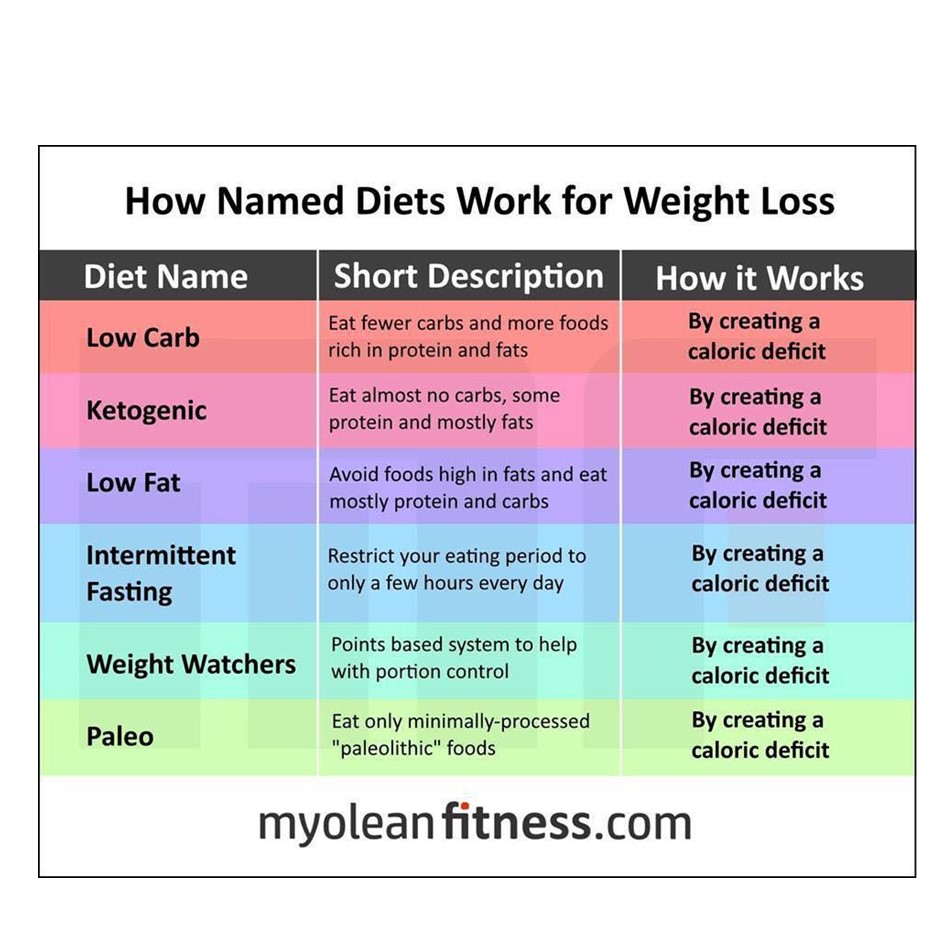 How Named Diets Work for Weight Loss
Diet Name
Short Description
How it Works
Low Carb
Eat fewer carbs and more foods
rich in protein and fats
By creating a
caloric deficit
Ketogenic
Eat almost no carbs, some
protein and mostly fats
By creating a
caloric deficit
Low Fat
Avoid foods high in fats and eat
mostly protein and carbs
By creating a
caloric deficit
Intermittent
Fasting
Restrict your eating period to
only a few hours every day
By creating a
caloric deficit
Weight Watchers
Points based system to help
with portion control
By creating a
caloric deficit
Paleo
Eat only minimally-processed
"paleolithic" foods
By creating a
caloric deficit
myoleanfitness.com